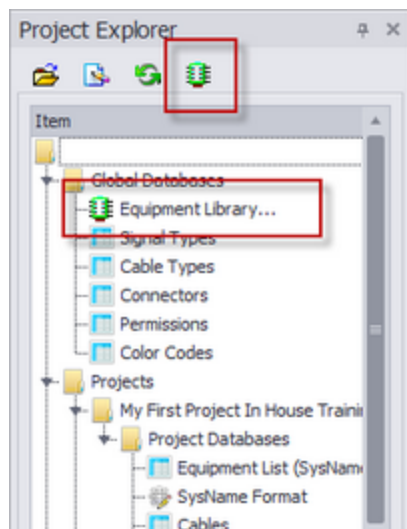 Project Explorer
Item
Global Databases
Equipment Library...
Signal Types
Cable Types
Connectors
Permissions
Color Codes
Projects
My First Project In House Traini
Project Databases
Equipment List (SysName
SysName Format
Cables